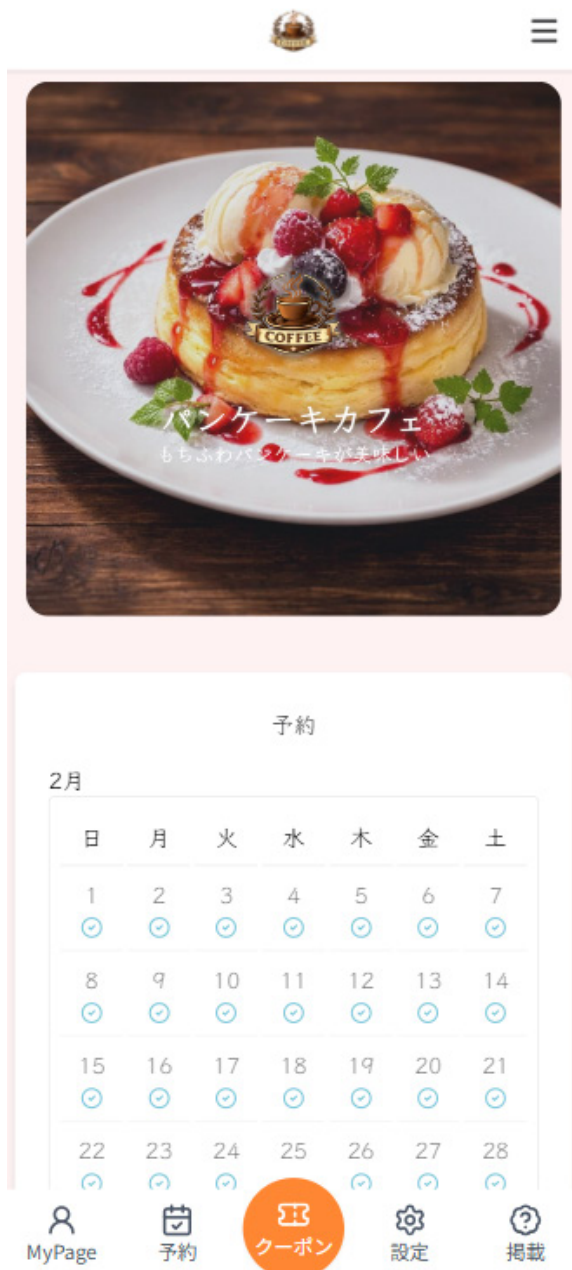 COFFEE
パンケーキカフェ
もちふわパンケーキが美味しい
予約
2月
日 月 火 水 木 金 土
1 2 3 4 5 6 7
8 9 10 11 12 13 14
15 16 17 18 19 20 21
22 23 24 25 26 27 28
MyPage 予約 クーポン 設定 掲載